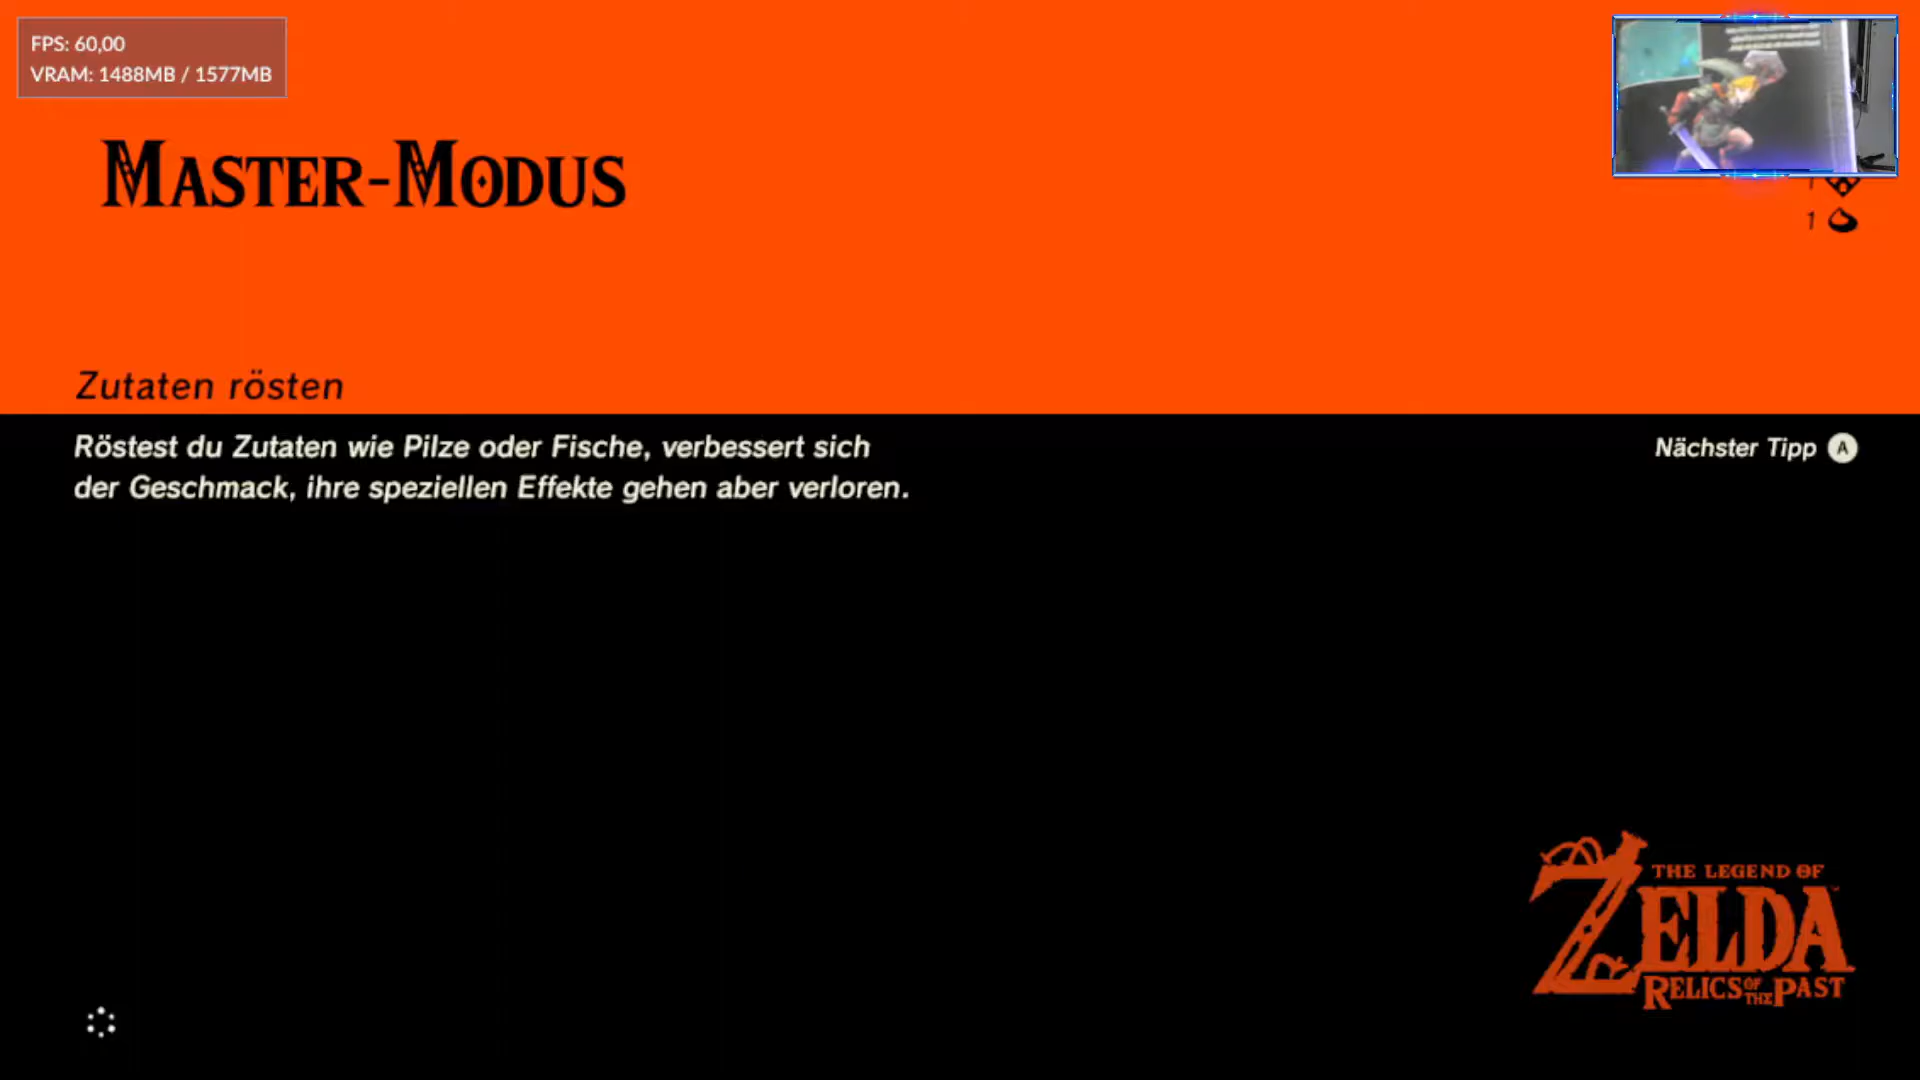 FPS: 60,00
VRAM: 1488MB / 1577MB
MASTER-MODUS
1
1
Zutaten rösten
Röstest du Zutaten wie Pilze oder Fische, verbessert sich
der Geschmack, ihre speziellen Effekte gehen aber verloren.
Nächster Tipp A
THE LEGEND OF
ZELDA
RELICS OF THE PAST